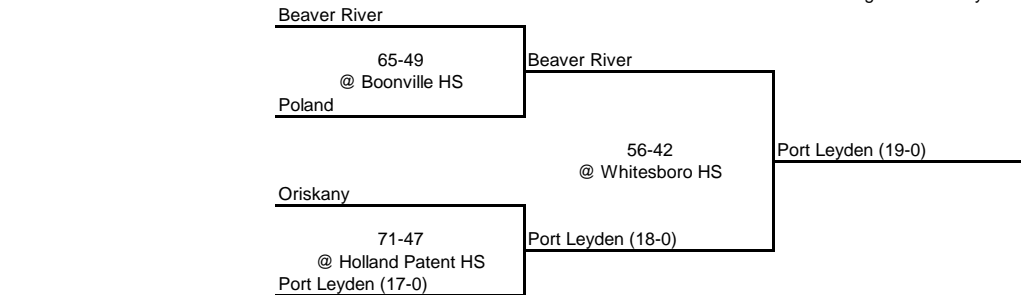 Beaver River
65-49
@ Boonville HS
Beaver River
Poland
56-42
@ Whitesboro HS
Port Leyden (19-0)
Oriskany
71-47
@ Holland Patent HS
Port Leyden (18-0)
Port Leyden (17-0)